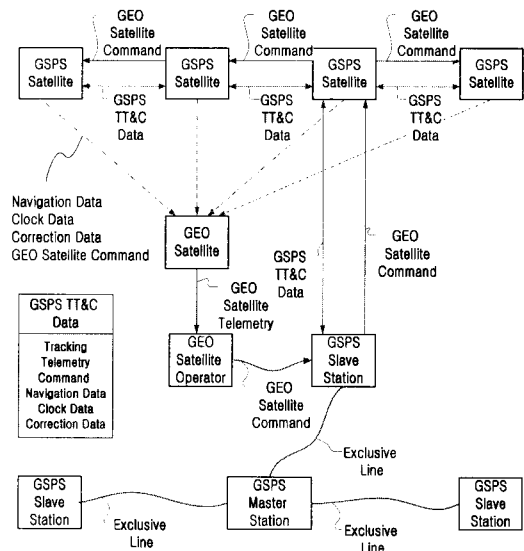 GEO
Satellite
Command
GEO
Satellite
Command
GEO
Satellite
Command
GSPS
Satellite
GSPS
Satellite
GSPS
Satellite
GSPS
Satellite
GSPS
TT&C
Data
GSPS
TT&C
Data
GSPS
TT&C
Data
Navigation Data
Clock Data
Correction Data
GEO Satellite Command
GEO
Satellite
GSPS
TT&C
Data
GEO
Satellite
Command
GEO
Satellite
Telemetry
GSPS TT&C
Data
Tracking
Telemetry
Command
Navigation Data
Clock Data
Correction Data
GEO
Satellite
Operator
GSPS
Slave
Station
GEO
Satellite
Command
Exclusive
Line
GSPS
Slave
Station
GSPS
Master
Station
GSPS
Slave
Station
Exclusive
Line
Exclusive
Line